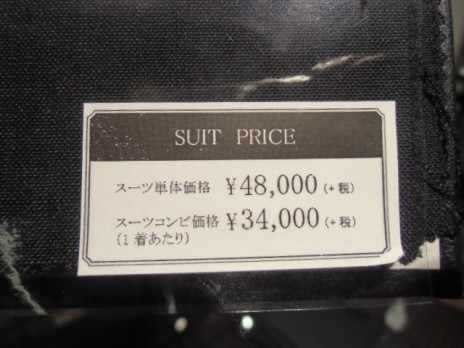 SUIT PRICE
スーツ単体価格 ¥48,000 (+税)
スーツコンビ価格 ¥34,000 (+税)
(1着あたり)